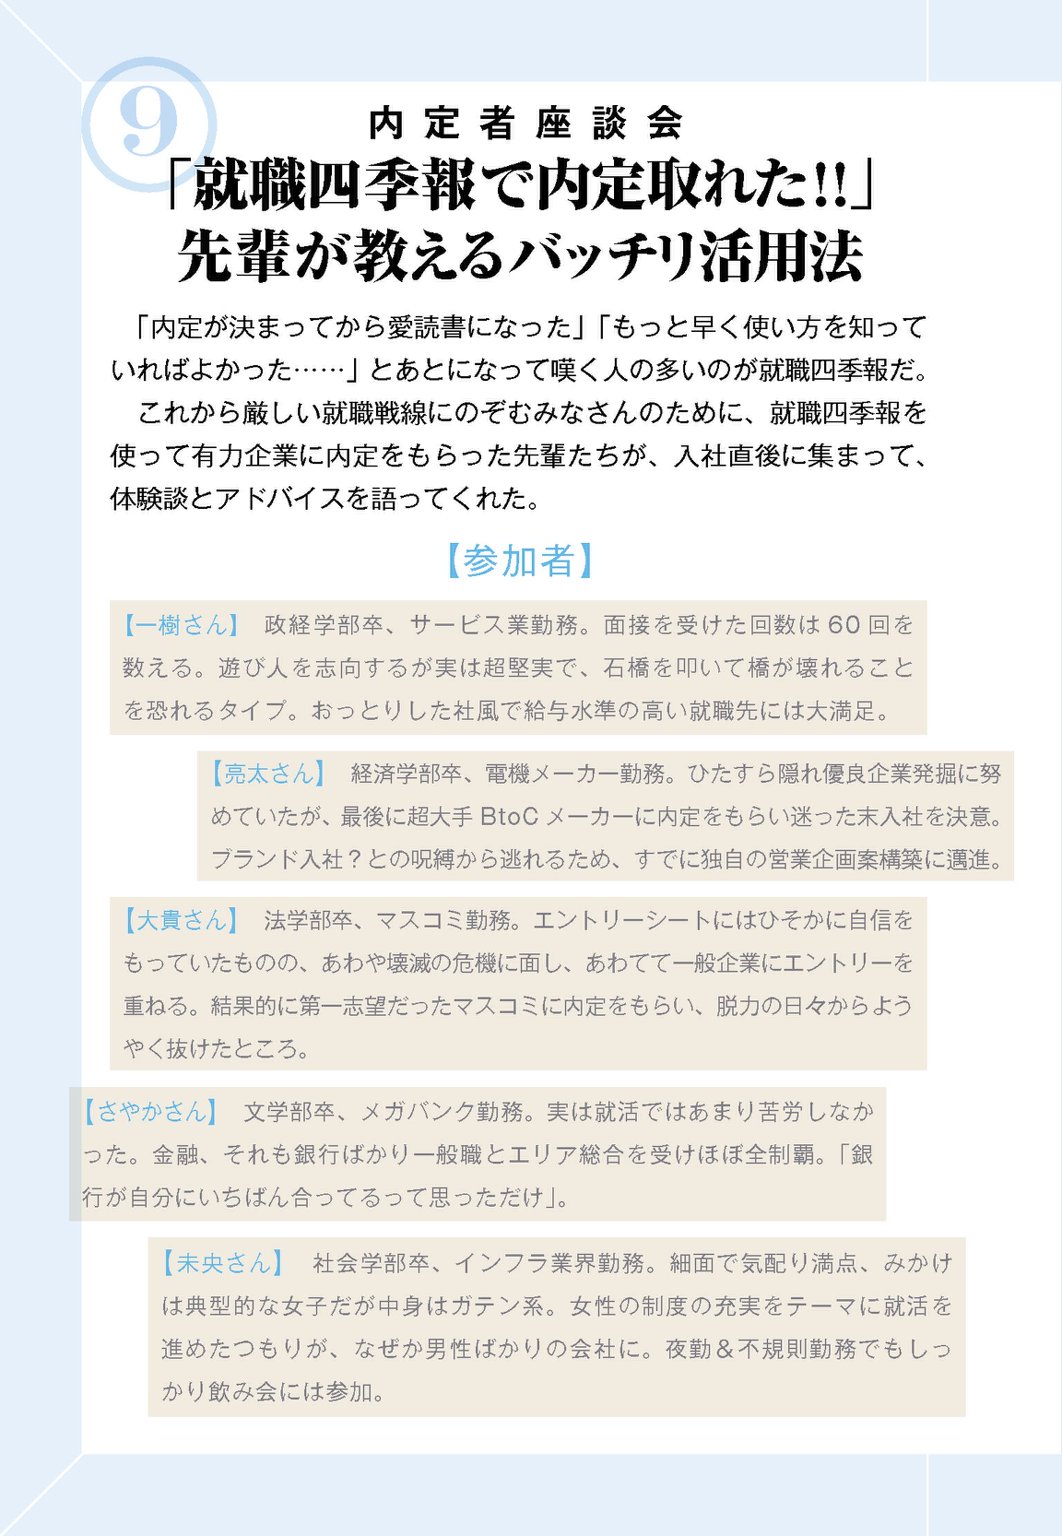 9
内定者座談会
「就職四季報で内定取れた!!」
先輩が教えるバッチリ活用法
「内定が決まってから愛読書になった」「もっと早く使い方を知って
いればよかった……」とあとになって嘆く人の多いのが就職四季報だ。
これから厳しい就職戦線にのぞむみなさんのために、就職四季報を
使って有力企業に内定をもらった先輩たちが、入社直後に集まって、
体験談とアドバイスを語ってくれた。
【参加者】
【一樹さん】 政経学部卒、サービス業勤務。面接を受けた回数は 60 回を
数える。遊び人を志向するが実は超堅実で、石橋を叩いて橋が壊れること
を恐れるタイプ。おっとりした社風で給与水準の高い就職先には大満足。
【亮太さん】 経済学部卒、電機メーカー勤務。ひたすら隠れ優良企業発掘に努
めていたが、最後に超大手 BtoC メーカーに内定をもらい迷った末入社を決意。
ブランド入社？との呪縛から逃れるため、すでに独自の営業企画案構築に邁進。
【大貴さん】 法学部卒、マスコミ勤務。エントリーシートにはひそかに自信を
もっていたものの、あわや壊滅の危機に面し、あわてて一般企業にエントリーを
重ねる。結果的に第一志望だったマスコミに内定をもらい、脱力の日々からよう
やく抜けたところ。
【さやかさん】 文学部卒、メガバンク勤務。実は就活ではあまり苦労しなか
った。金融、それも銀行ばかり一般職とエリア総合を受けほぼ全制覇。「銀
行が自分にいちばん合ってるって思っただけ」。
【未央さん】 社会学部卒、インフラ業界勤務。細面で気配り満点、みかけ
は典型的な女子だが中身はガテン系。女性の制度の充実をテーマに就活を
進めたつもりが、なぜか男性ばかりの会社に。夜勤＆不規則勤務でもしっ
かり飲み会には参加。